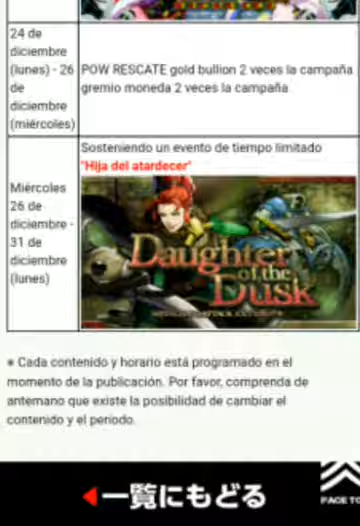 24 de
diciembre
(lunes) - 26
de
diciembre
(miércoles)
POW RESCATE gold bullion 2 veces la campaña
gremio moneda 2 veces la campaña
Sosteniendo un evento de tiempo limitado
"Hija del atardecer"
Miércoles
26 de
diciembre -
31 de
diciembre
(lunes)
Daughter
of the
Dusk
※ Cada contenido y horario está programado en el
momento de la publicación. Por favor, comprenda de
antemano que existe la posibilidad de cambiar el
contenido y el periodo.
一覧にもどる
PAGE TO